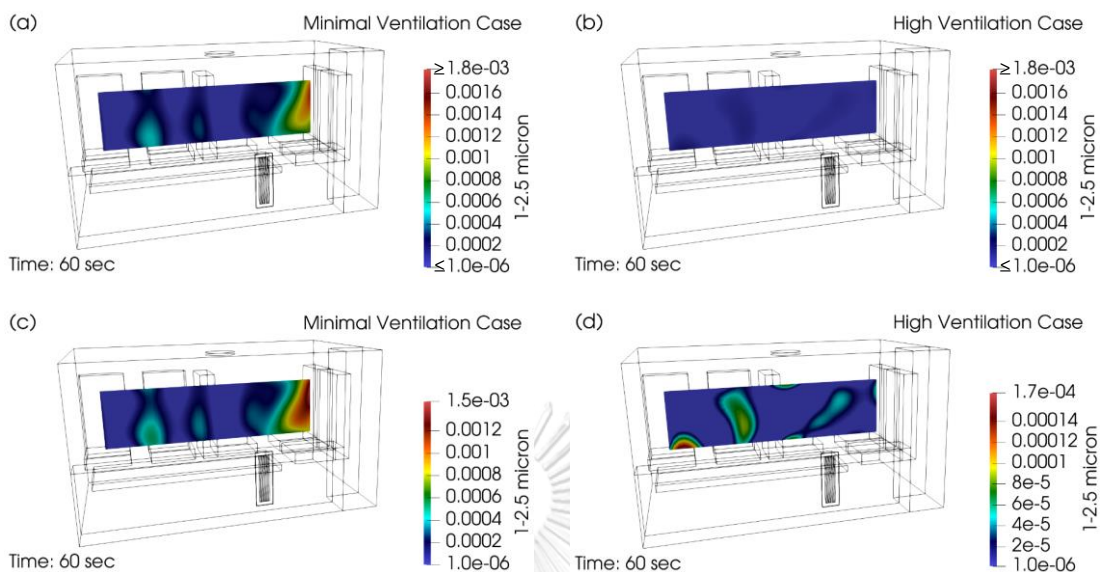 (a)
Minimal Ventilation Case
≥1.8e-03
0.0016
0.0014
0.0012
0.001
0.0008
0.0006
0.0004
0.0002
≤1.0e-06
1-2.5 micron
Time: 60 sec
(b)
High Ventilation Case
≥1.8e-03
0.0016
0.0014
0.0012
0.001
0.0008
0.0006
0.0004
0.0002
≤1.0e-06
1-2.5 micron
Time: 60 sec
(c)
Minimal Ventilation Case
1.5e-03
0.0012
0.001
0.0008
0.0006
0.0004
0.0002
1.0e-06
1-2.5 micron
Time: 60 sec
(d)
High Ventilation Case
1.7e-04
0.00014
0.00012
0.0001
8e-5
6e-5
4e-5
2e-5
1.0e-06
1-2.5 micron
Time: 60 sec